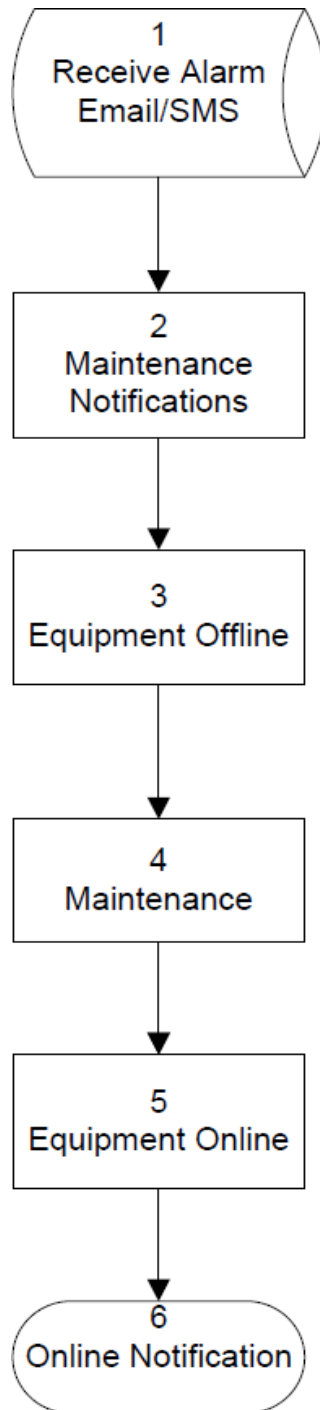 1
Receive Alarm
Email/SMS
2
Maintenance
Notifications
3
Equipment Offline
4
Maintenance
5
Equipment Online
6
Online Notification